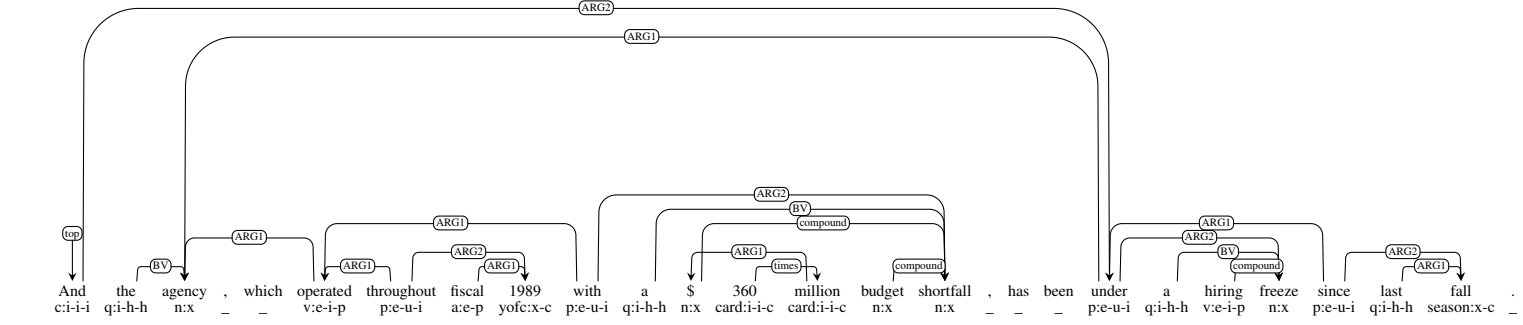 ARG2
ARG1
ARG2
BV
top ARG1 compound ARG1
ARG1 ARG2
ARG2 ARG1 BV ARG2
BV ARG1 ARG1 times compound compound ARG1
And the agency , which operated throughout fiscal 1989 with a $ 360 million budget shortfall , has been under a hiring freeze since last fall .
c:i-i-i q:i-h-h n:x _ _ v:e-i-p p:e-u-i a:e-p yofc:x-c p:e-u-i q:i-h-h n:x card:i-i-c card:i-i-c n:x n:x _ _ _ p:e-u-i q:i-h-h v:e-i-p n:x p:e-u-i q:i-h-h season:x-c _